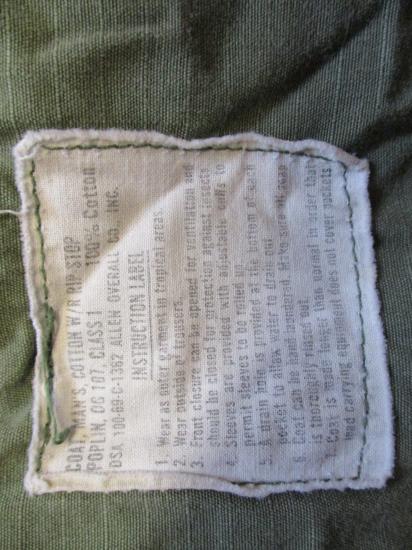 COAT, MAN'S, COTTON W/R RIP STOP
POPLIN, OG 107, CLASS 1 100% Cotton
DSA 100-69-C-1362 ALLEN OVERALL CO. INC.
INSTRUCTION LABEL
1. Wear as outer garment in tropical areas.
2. Wear outside of trousers.
3. Front closure can be opened for ventilation and
should be closed for protection against insects
4. Sleeves are provided with adjustable cuffs to
permit sleeves to be rolled up.
5. A drain hole is provided at the bottom of each
pocket to allow water to drain out
6. Coat can be hand laundered. Make sure all soap
is thoroughly rinsed out
7. Coat is made longer than normal in order that
load carrying equipment does not cover pockets